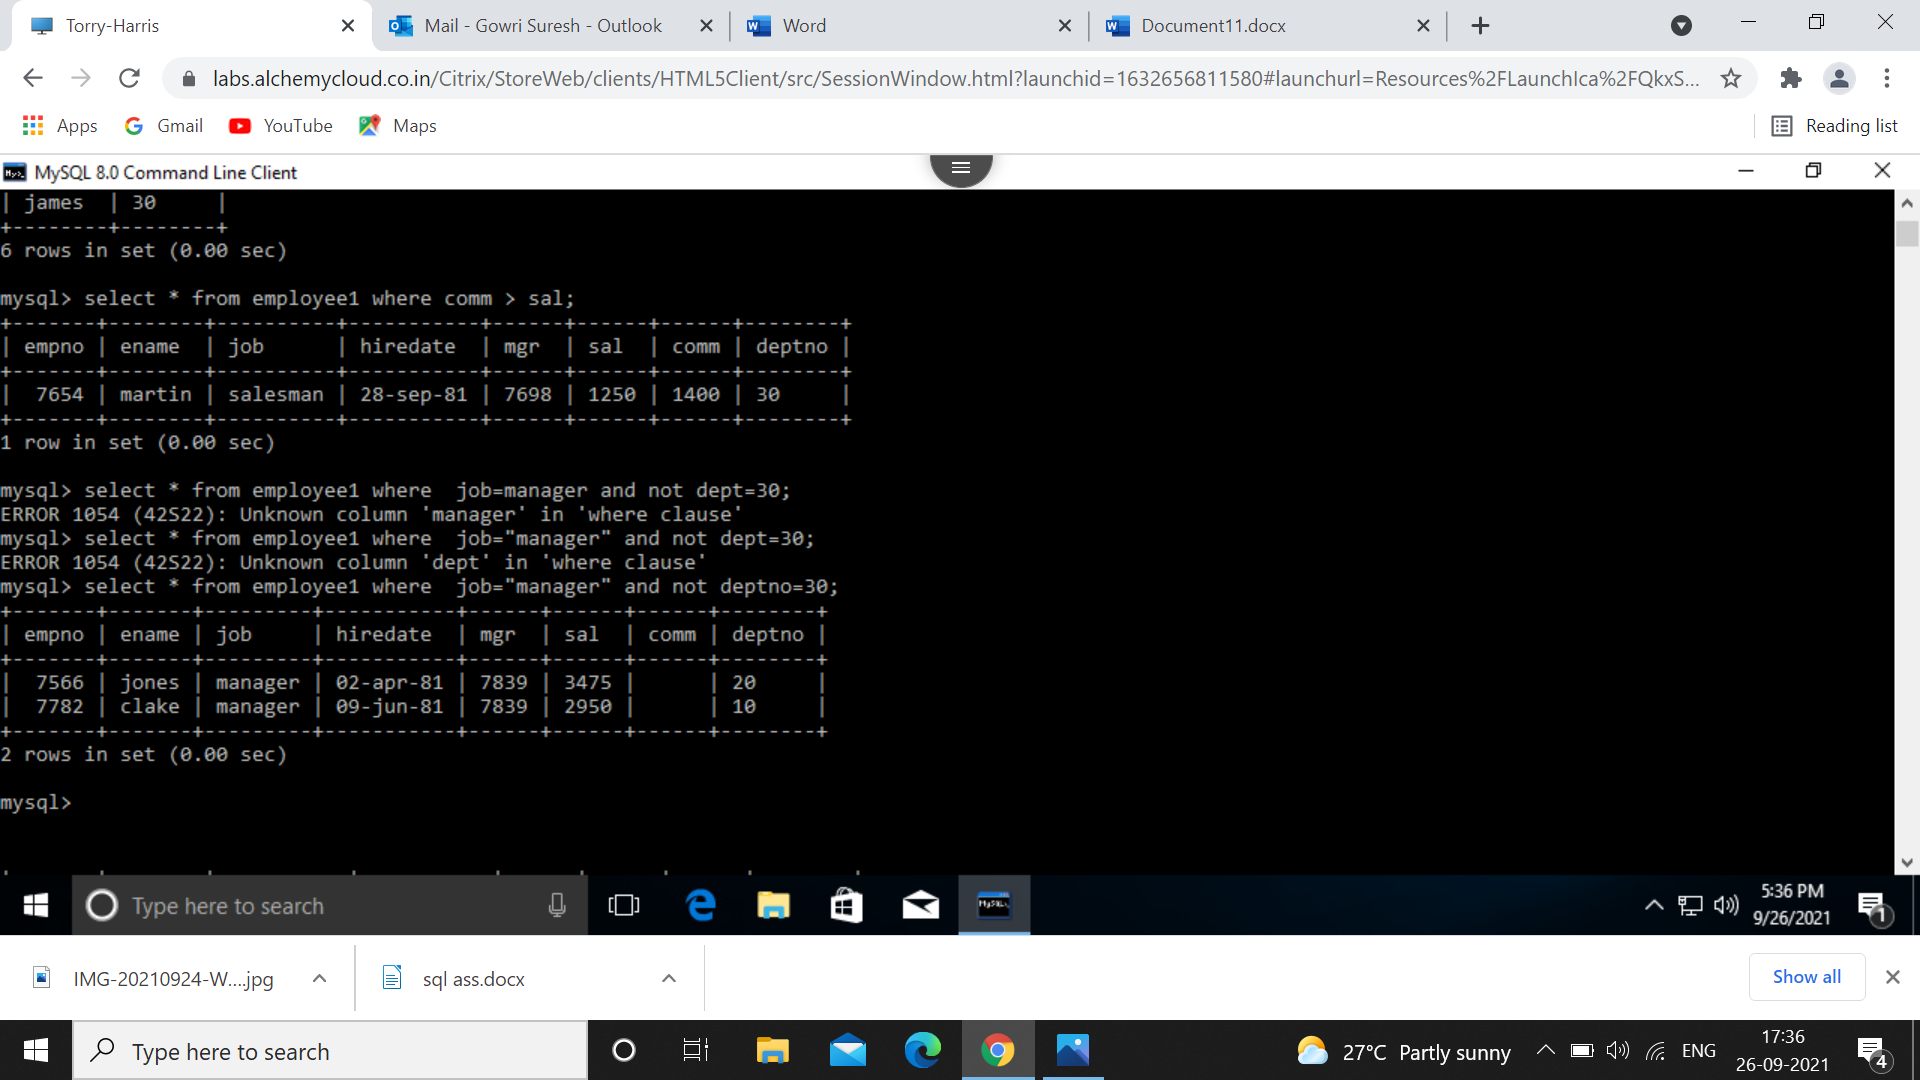 Torry-Harris
Mail - Gowri Suresh - Outlook
Word
Document11.docx
labs.alchemycloud.co.in/Citrix/StoreWeb/clients/HTML5Client/src/SessionWindow.html?launchid=1632656811580#launchurl=Resources%2FLaunchIca%2FQkxS...
Apps
Gmail
YouTube
Maps
Reading list
MySQL 8.0 Command Line Client
| james  | 30     |
+--------+--------+
6 rows in set (0.00 sec)
mysql> select * from employee1 where comm > sal;
+-------+--------+----------+-----------+------+------+------+--------+
| empno | ename  | job      | hiredate  | mgr  | sal  | comm | deptno |
+-------+--------+----------+-----------+------+------+------+--------+
|  7654 | martin | salesman | 28-sep-81 | 7698 | 1250 | 1400 | 30     |
+-------+--------+----------+-----------+------+------+------+--------+
1 row in set (0.00 sec)
mysql> select * from employee1 where  job=manager and not dept=30;
ERROR 1054 (42S22): Unknown column 'manager' in 'where clause'
mysql> select * from employee1 where  job="manager" and not dept=30;
ERROR 1054 (42S22): Unknown column 'dept' in 'where clause'
mysql> select * from employee1 where  job="manager" and not deptno=30;
+-------+-------+---------+-----------+------+------+------+--------+
| empno | ename | job     | hiredate  | mgr  | sal  | comm | deptno |
+-------+-------+---------+-----------+------+------+------+--------+
|  7566 | jones | manager | 02-apr-81 | 7839 | 3475 |      | 20     |
|  7782 | clake | manager | 09-jun-81 | 7839 | 2950 |      | 10     |
+-------+-------+---------+-----------+------+------+------+--------+
2 rows in set (0.00 sec)
mysql>
Type here to search
5:36 PM
9/26/2021
1
IMG-20210924-W....jpg
sql ass.docx
Show all
Type here to search
27°C Partly sunny
ENG
17:36
26-09-2021
4